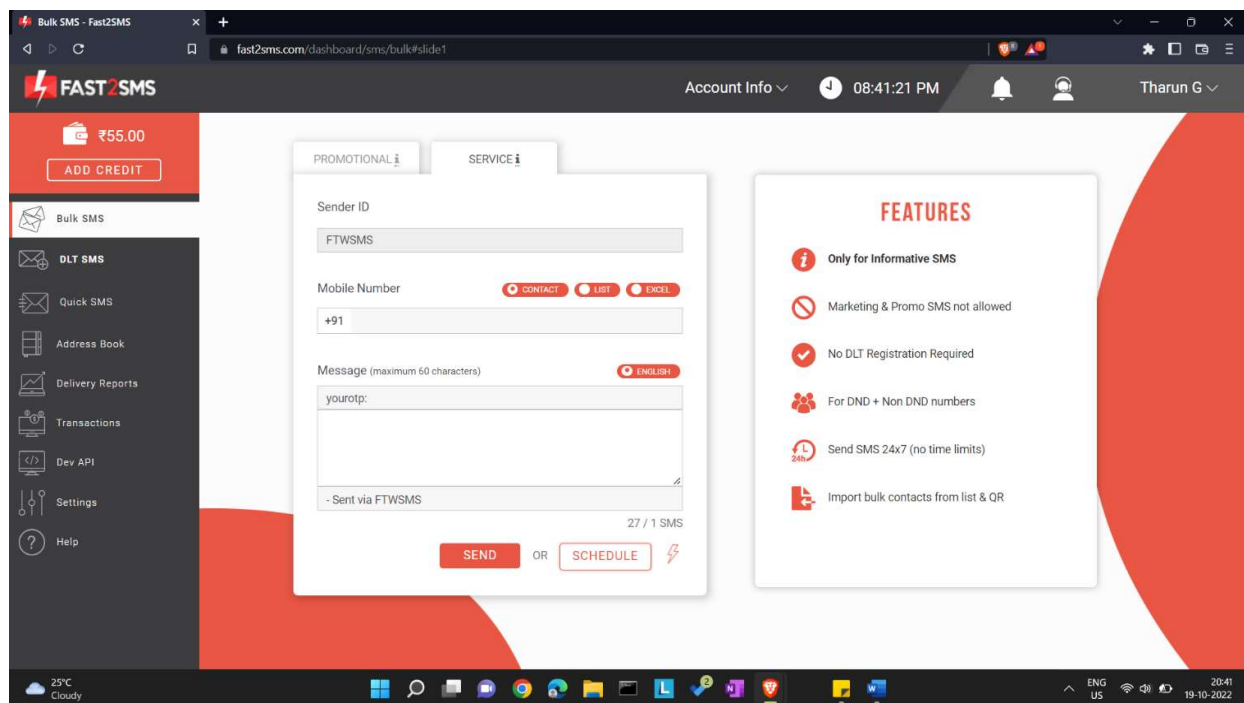 Bulk SMS - Fast2SMS
fast2sms.com/dashboard/sms/bulk#slide1
FAST2SMS
Account Info
08:41:21 PM
Tharun G
₹55.00
ADD CREDIT
Bulk SMS
DLT SMS
Quick SMS
Address Book
Delivery Reports
Transactions
Dev API
Settings
Help
PROMOTIONAL i
SERVICE i
Sender ID
FTWSMS
Mobile Number
CONTACT LIST EXCEL
+91
Message (maximum 60 characters)
ENGLISH
yourotp:
- Sent via FTWSMS
27 / 1 SMS
SEND OR SCHEDULE
FEATURES
Only for Informative SMS
Marketing & Promo SMS not allowed
No DLT Registration Required
For DND + Non DND numbers
24h
Send SMS 24x7 (no time limits)
Import bulk contacts from list & QR
25°C
Cloudy
ENG
US
20:41
19-10-2022